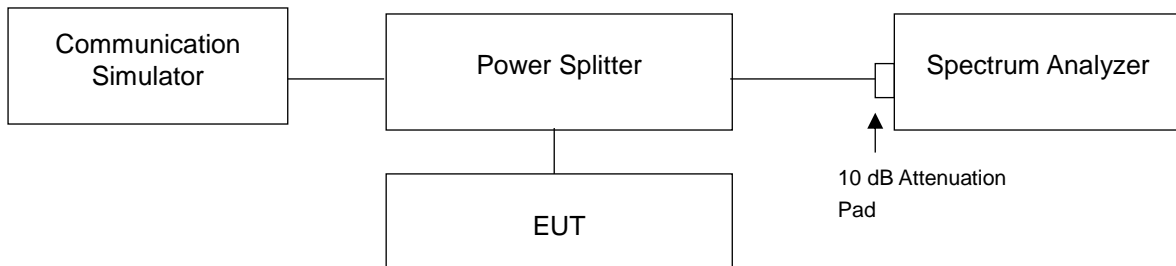 Communication
Simulator
Power Splitter
Spectrum Analyzer
10 dB Attenuation
Pad
EUT